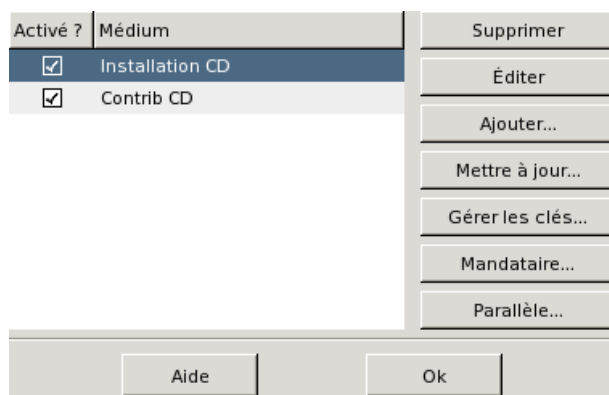 Activé ? Médium
Installation CD
Contrib CD
Supprimer
Éditer
Ajouter...
Mettre à jour...
Gérer les clés...
Mandataire...
Parallèle...
Aide
Ok